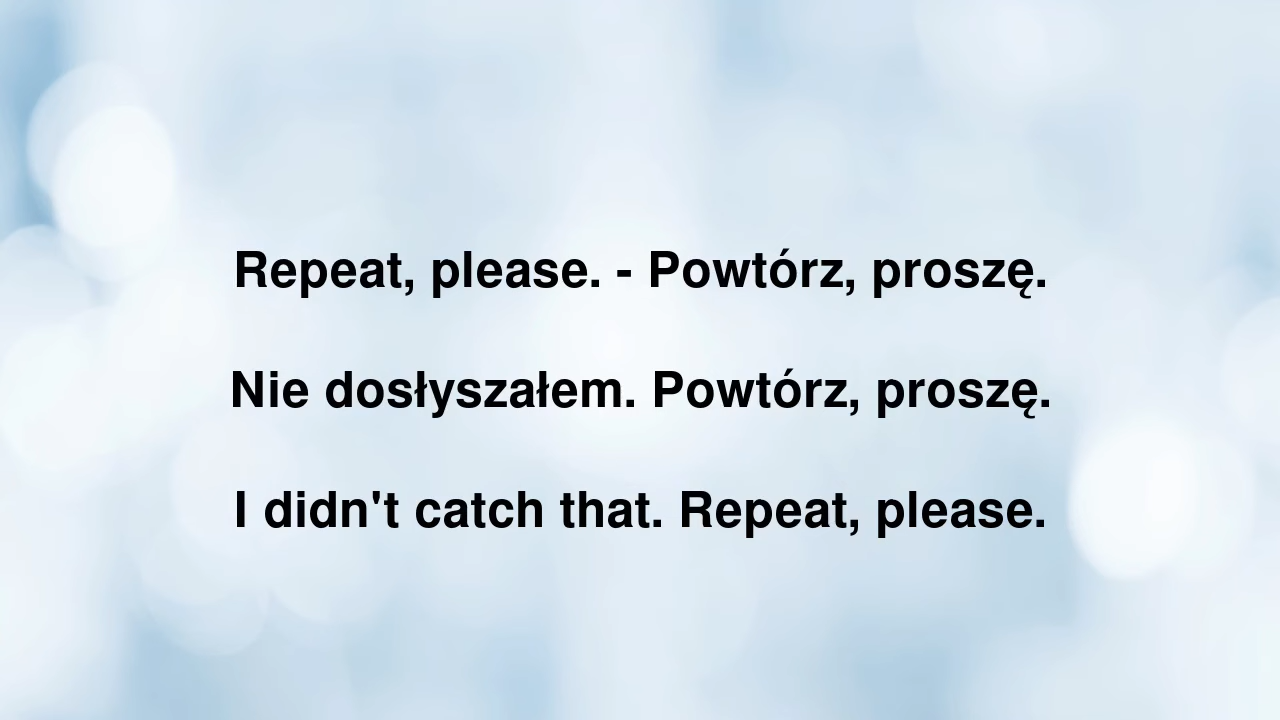 Repeat, please. - Powtórz, proszę.
Nie dosłyszałem. Powtórz, proszę.
I didn't catch that. Repeat, please.